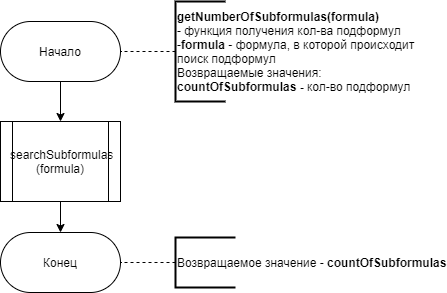 getNumberOfSubformulas(formula)
- функция получения кол-ва подформул
-formula - формула, в которой происходит
поиск подформул
Возвращаемые значения:
countOfSubformulas - кол-во подформул
Начало
searchSubformulas
(formula)
Конец
Возвращаемое значение - countOfSubformulas